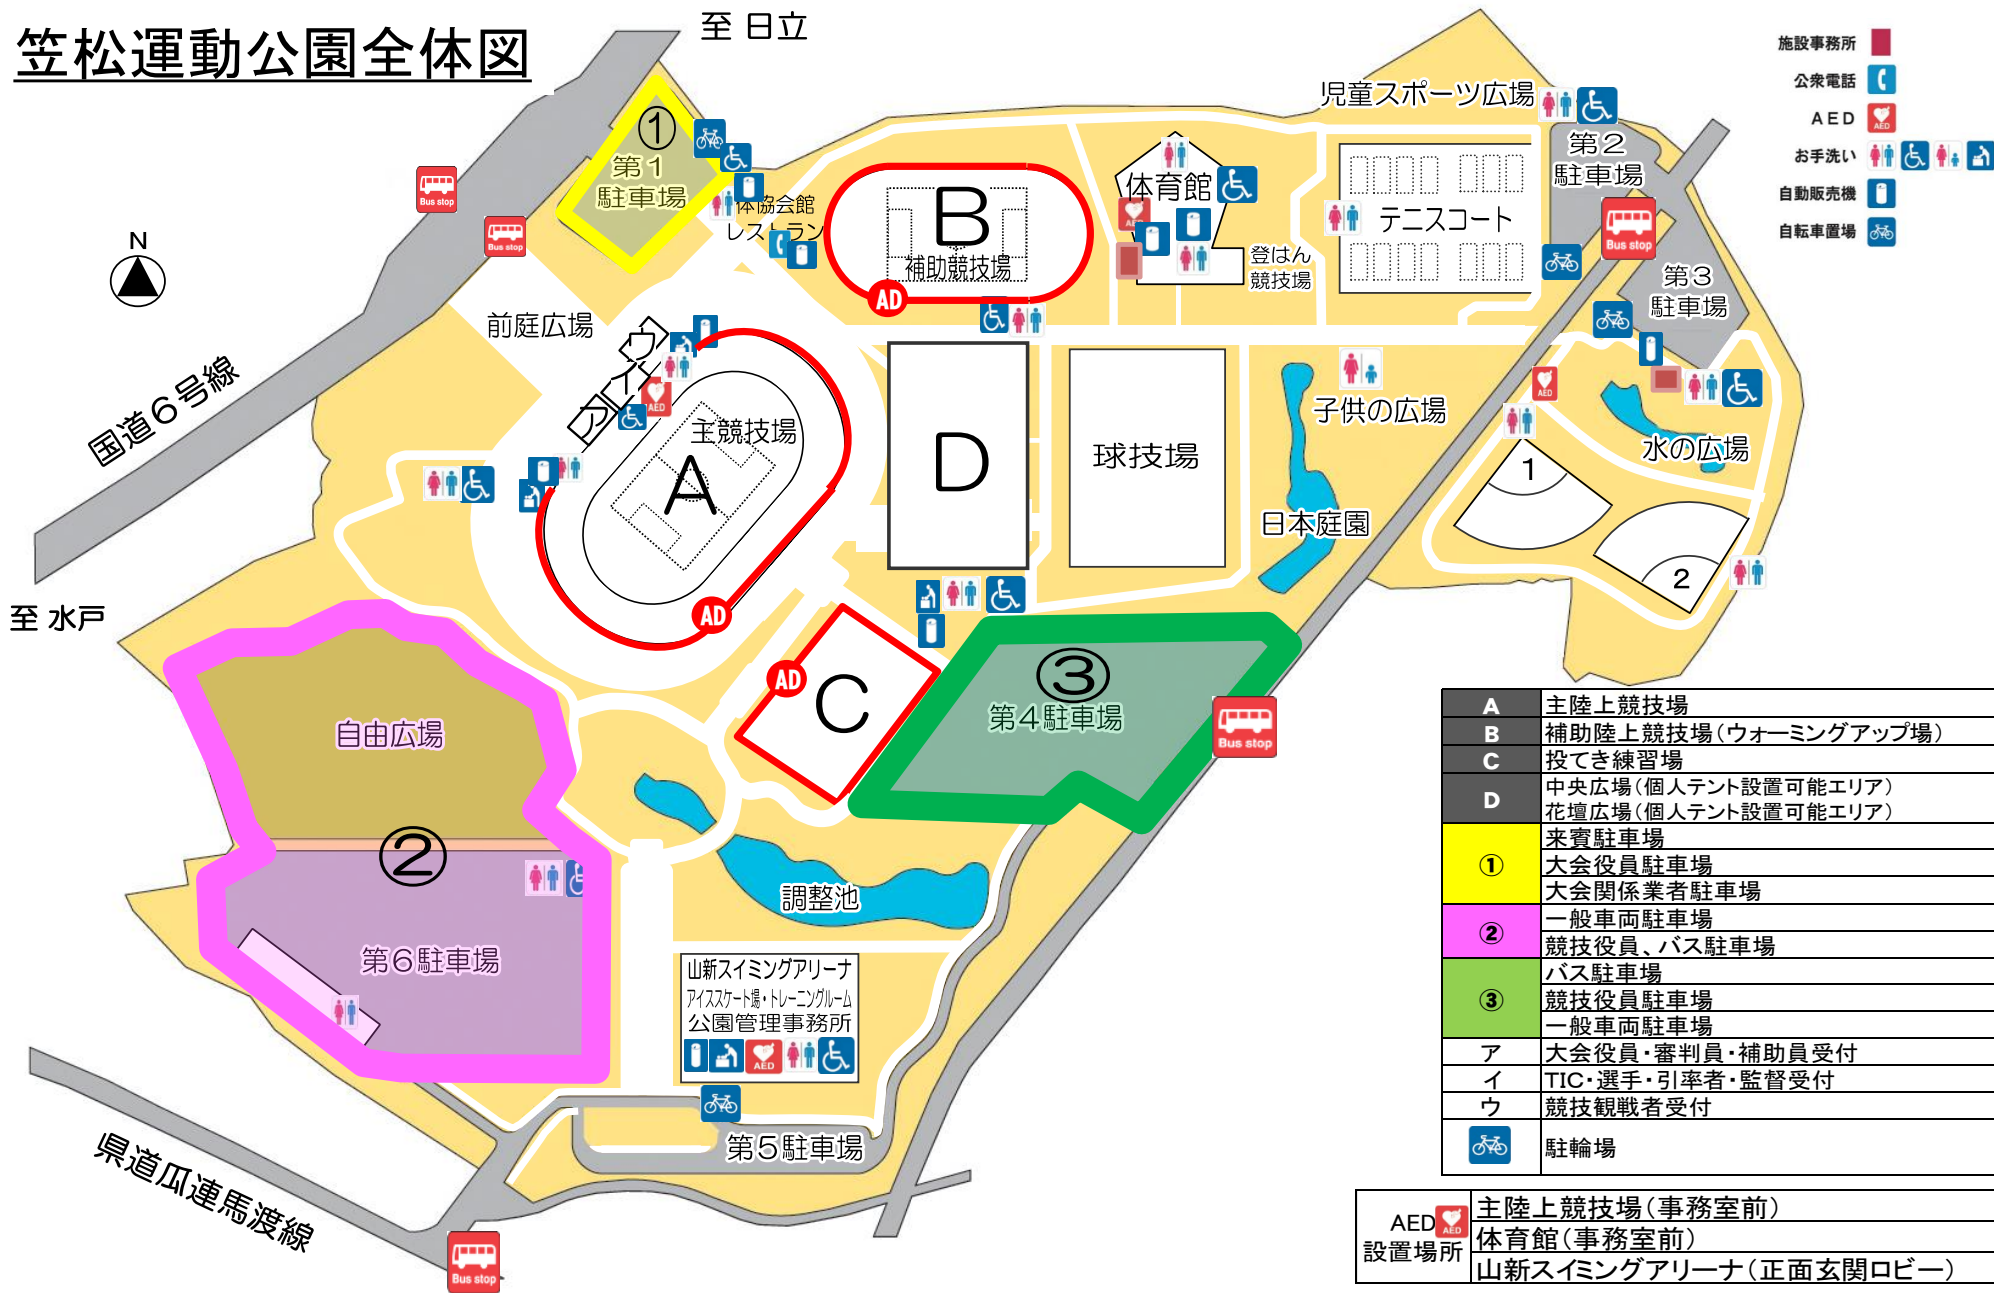 笠松運動公園全体図
至 日立
施設事務所
公衆電話
AED
AED
お手洗い
自動販売機
自転車置場
N
国道6号線
至 水戸
Bus stop
Bus stop
①
第1
駐車場
体協会館
レストラン
前庭広場
ウ
イ
ア
AED
主競技場
A
AD
B
補助競技場
AD
体育館
AED
登はん
競技場
児童スポーツ広場
テニスコート
第2
駐車場
Bus stop
第3
駐車場
D
球技場
子供の広場
日本庭園
AED
水の広場
1
2
AD
C
③
第4駐車場
Bus stop
自由広場
②
第6駐車場
調整池
山新スイミングアリーナ
アイススケート場・トレーニングルーム
公園管理事務所
AED
第5駐車場
県道瓜連馬渡線
Bus stop
A 主陸上競技場
B 補助陸上競技場(ウォーミングアップ場)
C 投てき練習場
D 中央広場(個人テント設置可能エリア)
花壇広場(個人テント設置可能エリア)
① 来賓駐車場
大会役員駐車場
大会関係業者駐車場
② 一般車両駐車場
競技役員、バス駐車場
③ バス駐車場
競技役員駐車場
一般車両駐車場
ア 大会役員・審判員・補助員受付
イ TIC・選手・引率者・監督受付
ウ 競技観戦者受付
駐輪場
AED AED
設置場所
主陸上競技場(事務室前)
体育館(事務室前)
山新スイミングアリーナ(正面玄関ロビー)